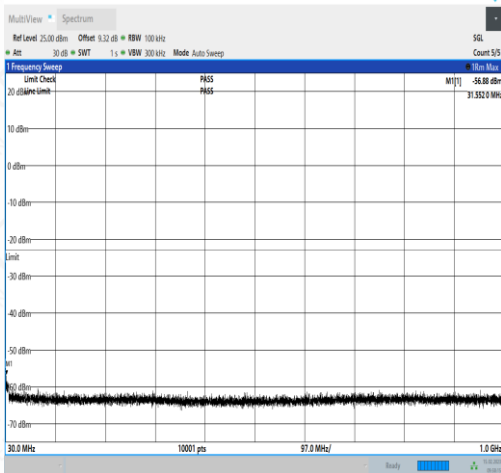 MultiView Spectrum
Ref Level 25.00 dBm Offset 9.32 dB RBW 100 kHz SGL
Att 30 dB SWT 1 s VBW 300 kHz Mode Auto Sweep Count 5/5
1 Frequency Sweep 1Rm Max
Limit Check PASS M1[1] -56.88 dBm
20 dBm Line Limit PASS 31.5520 MHz
10 dBm
0 dBm
-10 dBm
-20 dBm
Limit
-30 dBm
-40 dBm
-50 dBm
M1
-60 dBm
-70 dBm
30.0 MHz 10001 pts 97.0 MHz/ 1.0 GHz
Ready